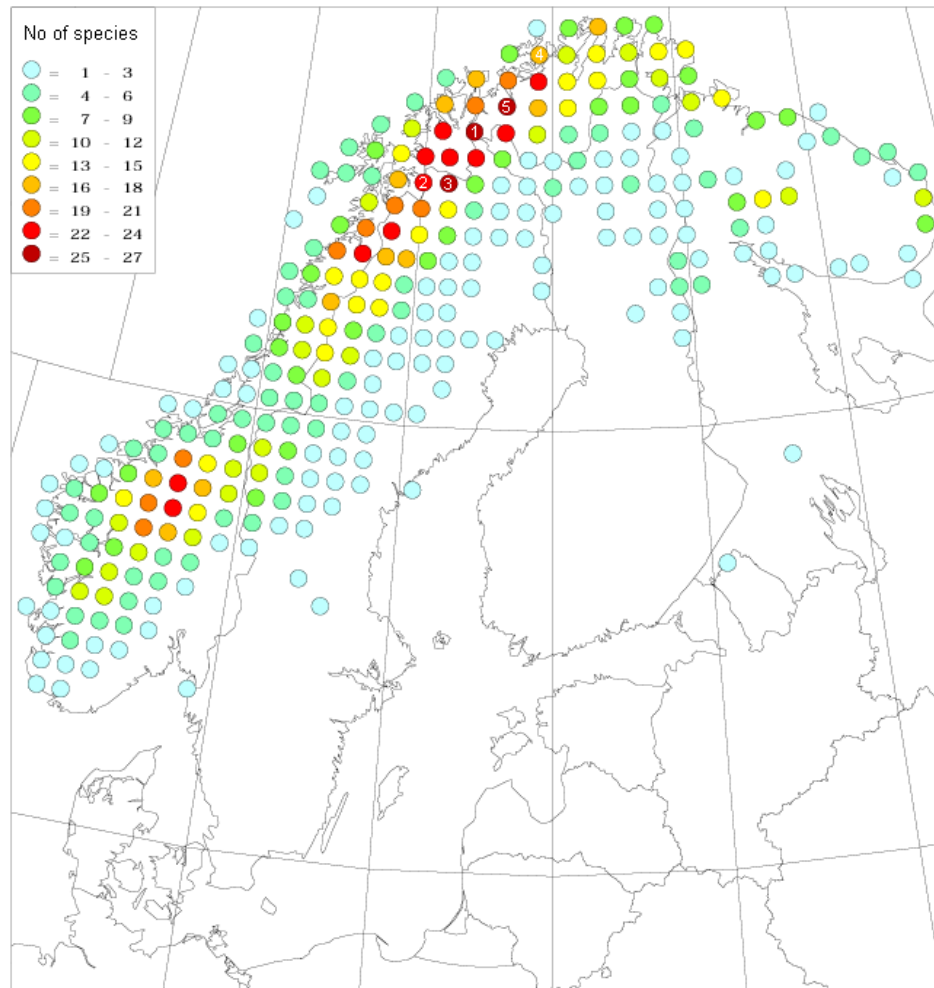 No of species
= 1 - 3
= 4 - 6
= 7 - 9
= 10 - 12
= 13 - 15
= 16 - 18
= 19 - 21
= 22 - 24
= 25 - 27
4
5
1
2 3